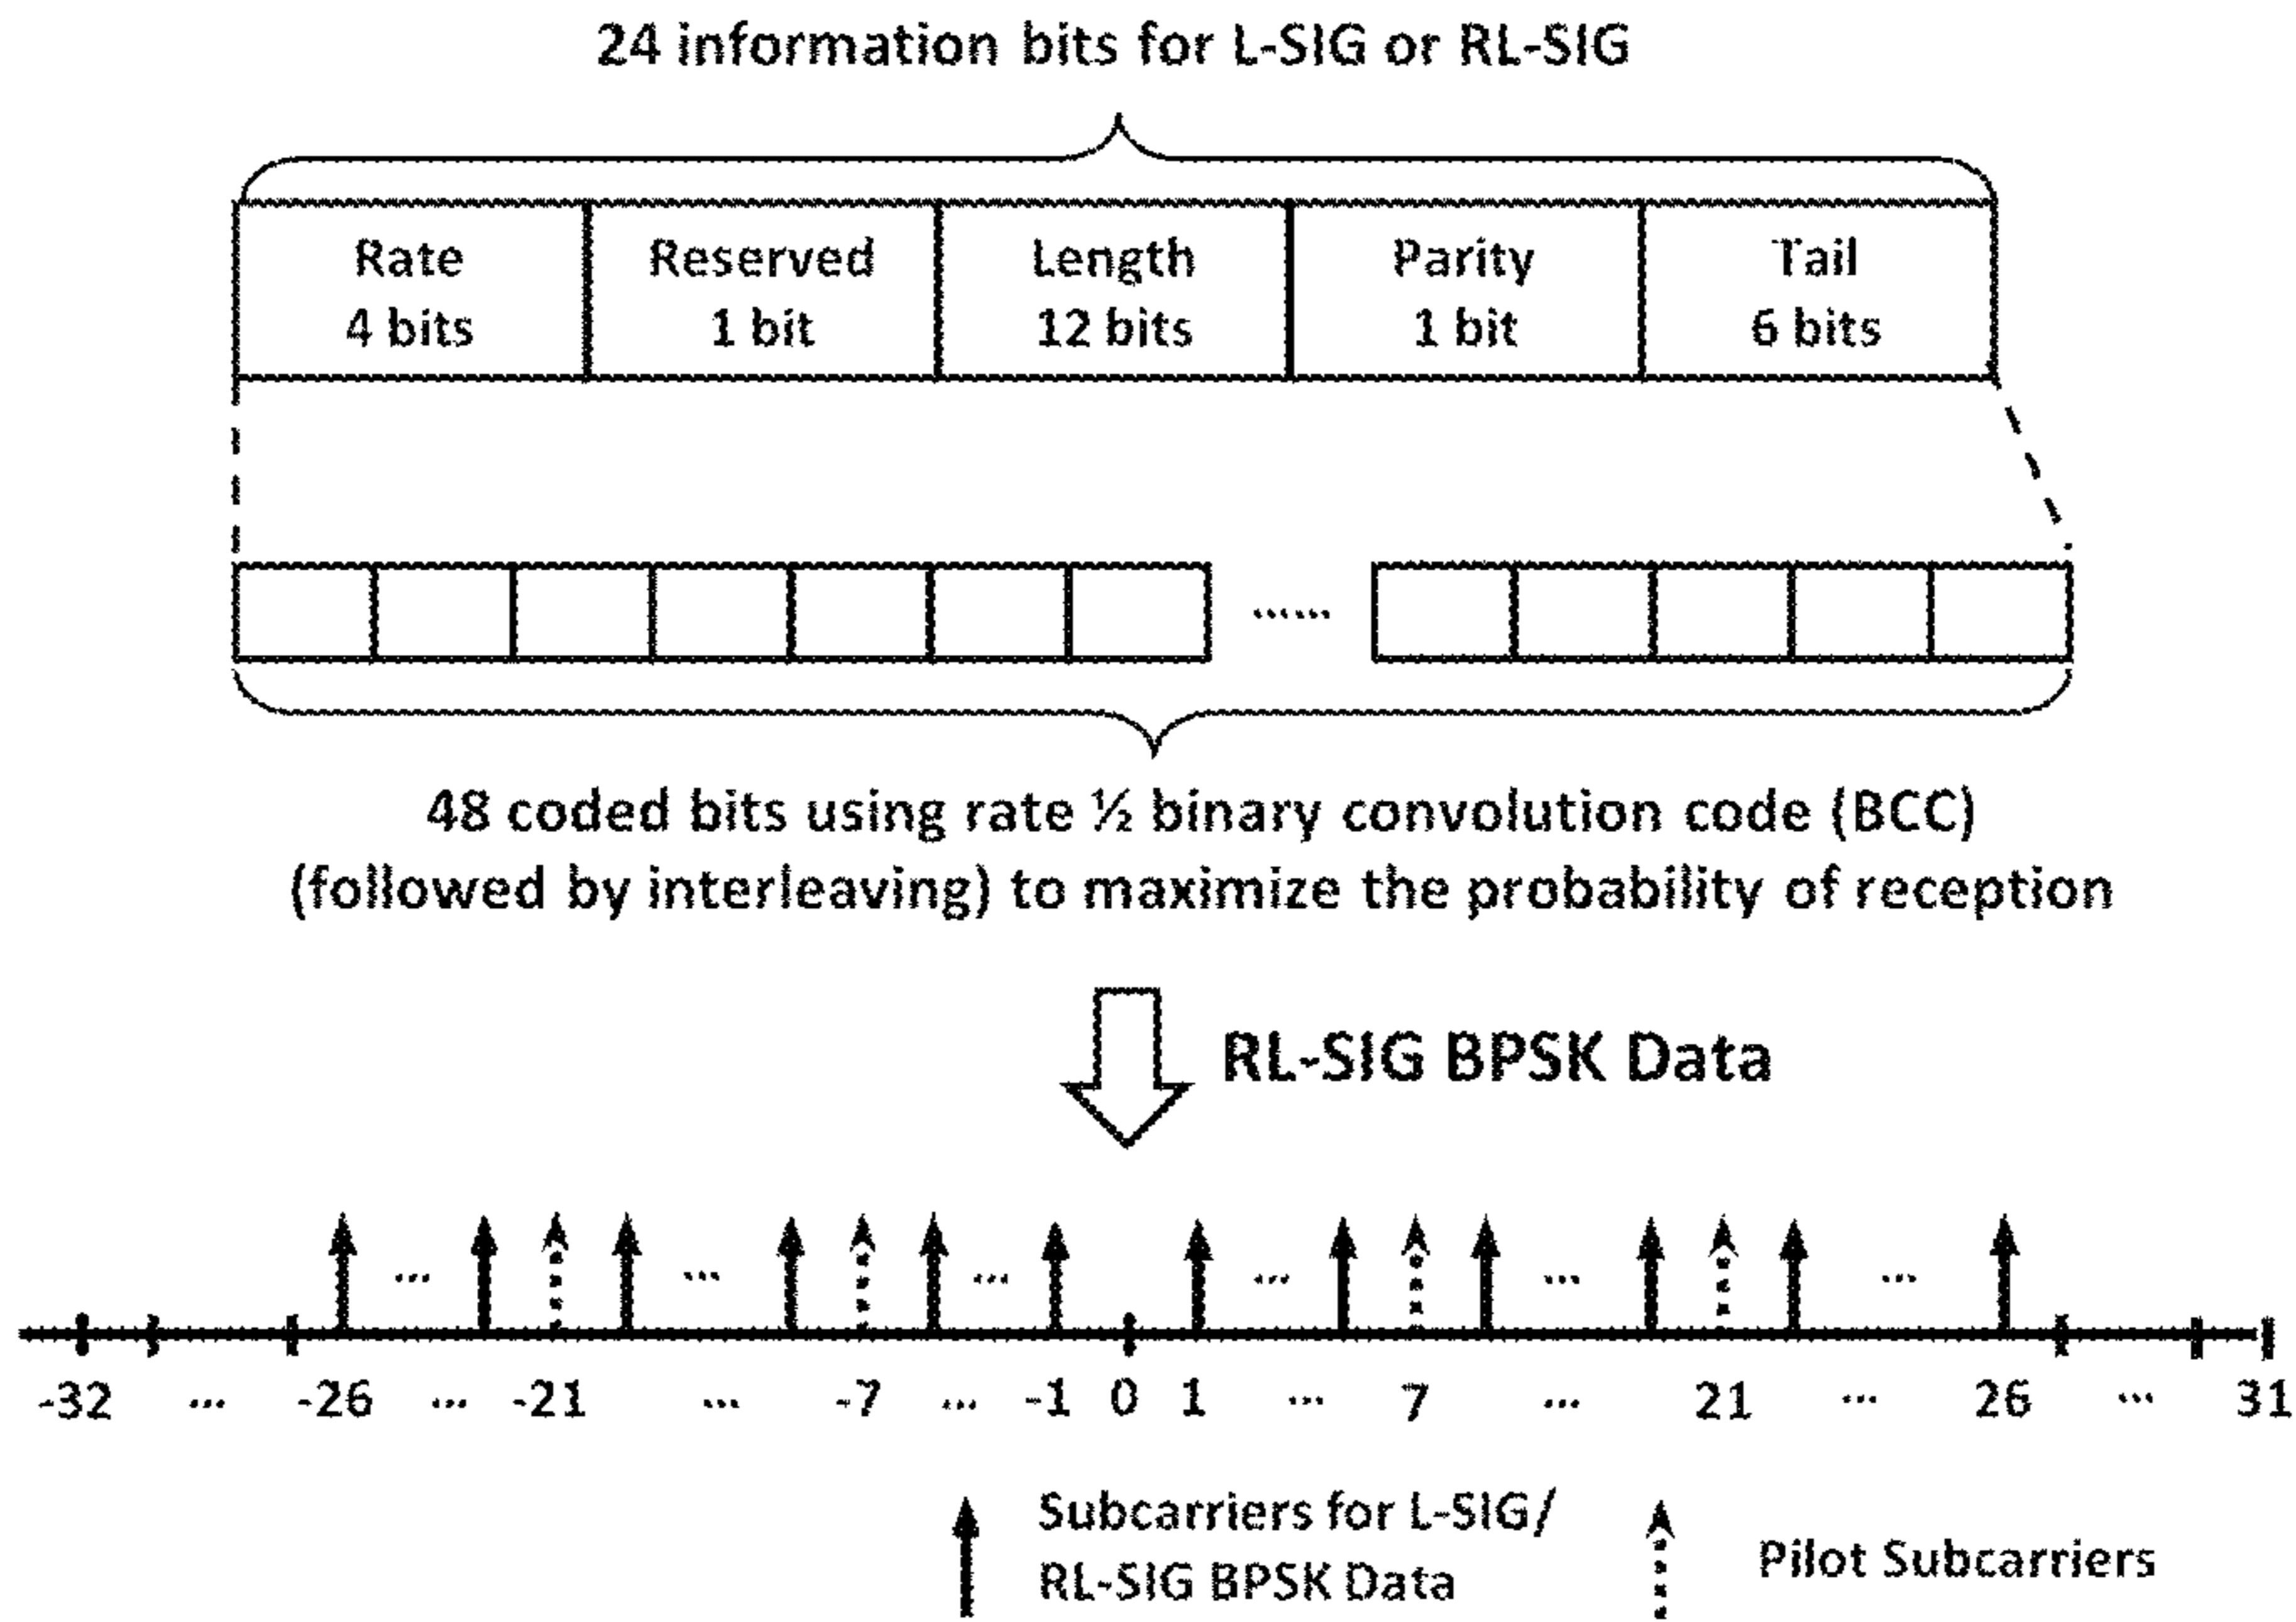 24 information bits for L-SIG or RL-SIG
Rate Reserved Length Parity Tail
4 bits 1 bit 12 bits 1 bit 6 bits
......
48 coded bits using rate ½ binary convolution code (BCC)
(followed by interleaving) to maximize the probability of reception
RL-SIG BPSK Data
... ... ... ... ... ...
-32 ... -26 ... -21 ... -7 ... -1 0 1 ... 7 ... 21 ... 26 ... 31
Subcarriers for L-SIG/
RL-SIG BPSK Data
Pilot Subcarriers